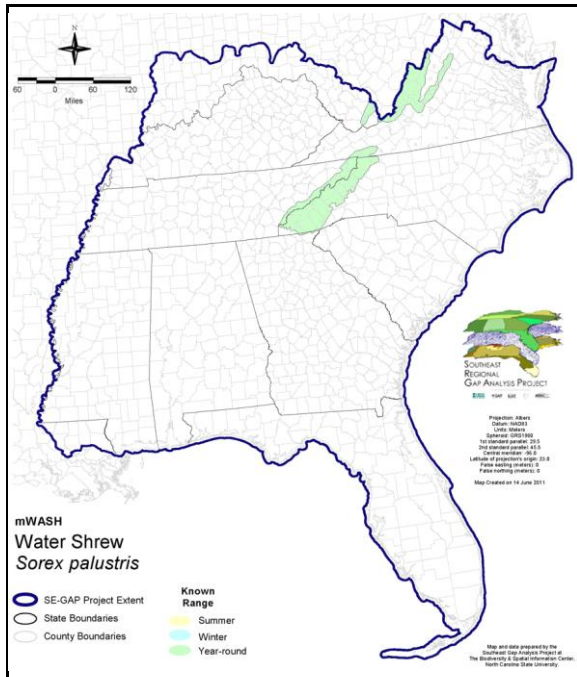 N
60 0 60 120
Miles
SOUTHEAST
REGIONAL
GAP ANALYSIS PROJECT
Projection: Albers
Datum: NAD83
Units: Meters
Spheroid: GRS1980
1st standard parallel: 29.5
2nd standard parallel: 45.5
Central meridian: -96.0
Latitude of projection's origin: 23.0
False easting (meters): 0
False northing (meters): 0
Map Created on 14 June 2011
mWASH
Water Shrew
Sorex palustris
SE-GAP Project Extent
State Boundaries
County Boundaries
Known
Range
Summer
Winter
Year-round
Map and data prepared by the
Southeast Gap Analysis Project at
The Biodiversity & Spatial Information Center,
North Carolina State University.